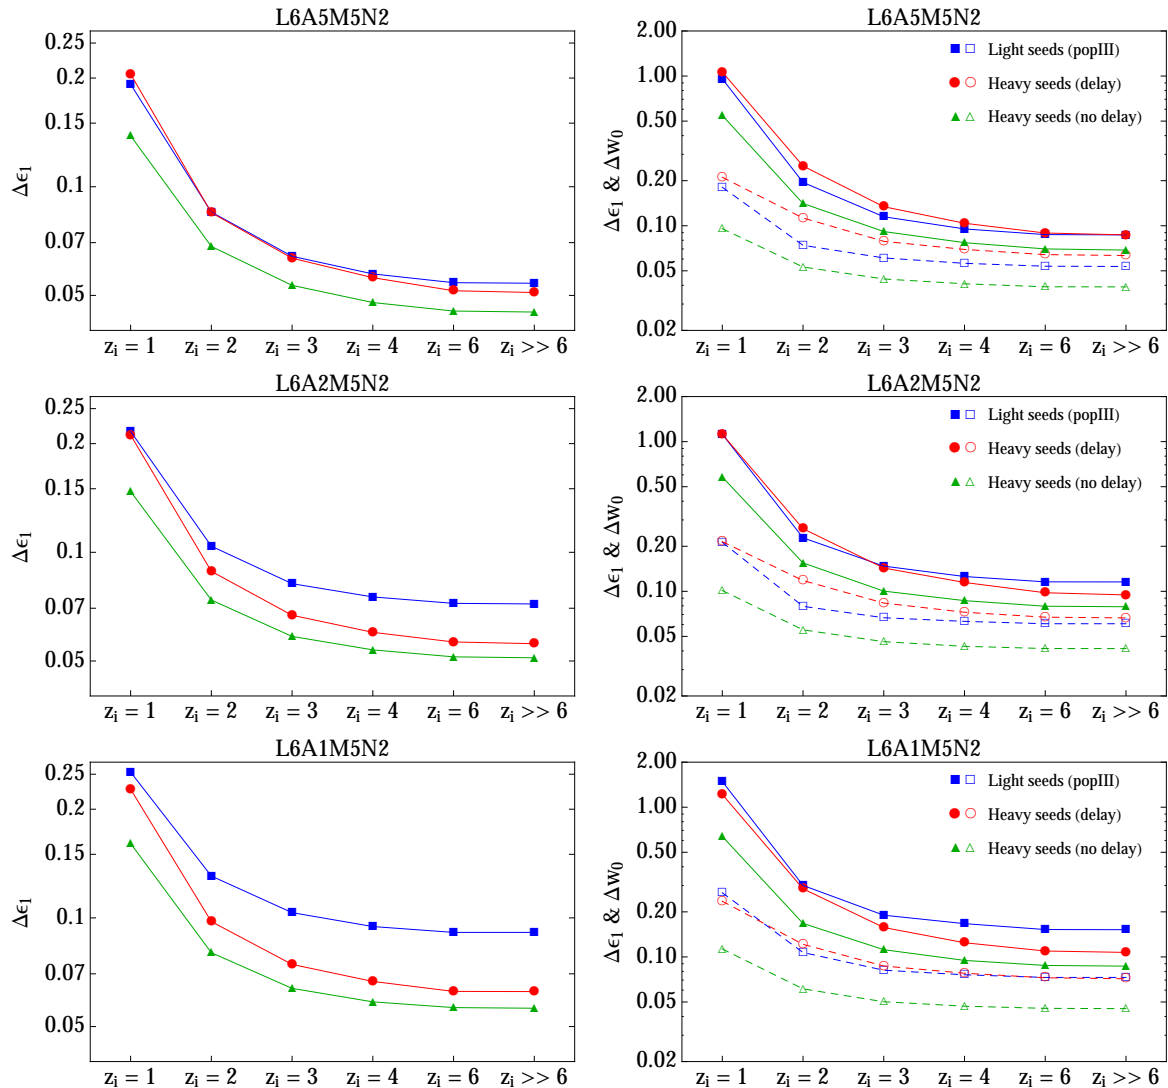 L6A5M5N2
0.25
0.2
0.15
0.1
0.07
0.05
Δϵ₁
zᵢ = 1 zᵢ = 2 zᵢ = 3 zᵢ = 4 zᵢ = 6 zᵢ >> 6
L6A5M5N2
2.00
1.00
0.50
0.20
0.10
0.05
0.02
Δϵ₁ & Δw₀
Light seeds (popIII)
Heavy seeds (delay)
Heavy seeds (no delay)
zᵢ = 1 zᵢ = 2 zᵢ = 3 zᵢ = 4 zᵢ = 6 zᵢ >> 6
L6A2M5N2
0.25
0.2
0.15
0.1
0.07
0.05
Δϵ₁
zᵢ = 1 zᵢ = 2 zᵢ = 3 zᵢ = 4 zᵢ = 6 zᵢ >> 6
L6A2M5N2
2.00
1.00
0.50
0.20
0.10
0.05
0.02
Δϵ₁ & Δw₀
Light seeds (popIII)
Heavy seeds (delay)
Heavy seeds (no delay)
zᵢ = 1 zᵢ = 2 zᵢ = 3 zᵢ = 4 zᵢ = 6 zᵢ >> 6
L6A1M5N2
0.25
0.2
0.15
0.1
0.07
0.05
Δϵ₁
zᵢ = 1 zᵢ = 2 zᵢ = 3 zᵢ = 4 zᵢ = 6 zᵢ >> 6
L6A1M5N2
2.00
1.00
0.50
0.20
0.10
0.05
0.02
Δϵ₁ & Δw₀
Light seeds (popIII)
Heavy seeds (delay)
Heavy seeds (no delay)
zᵢ = 1 zᵢ = 2 zᵢ = 3 zᵢ = 4 zᵢ = 6 zᵢ >> 6